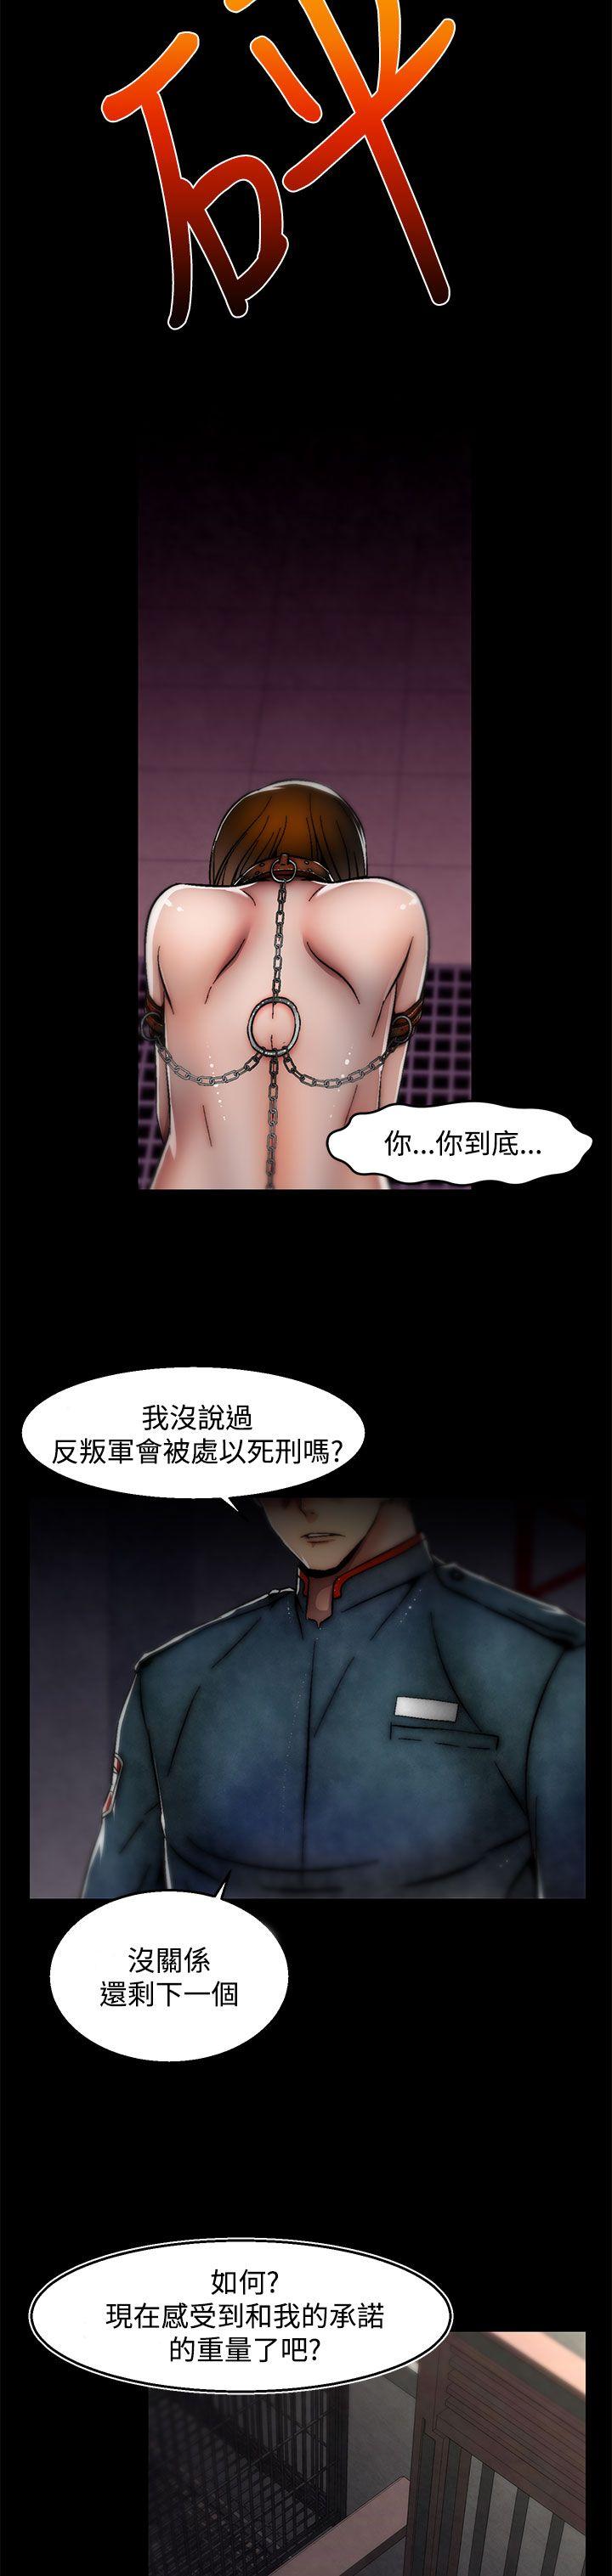 砰
你…你到底…
我沒說過
反叛軍會被處以死刑嗎?
沒關係
還剩下一個
如何?
現在感受到和我的承諾
的重量了吧?